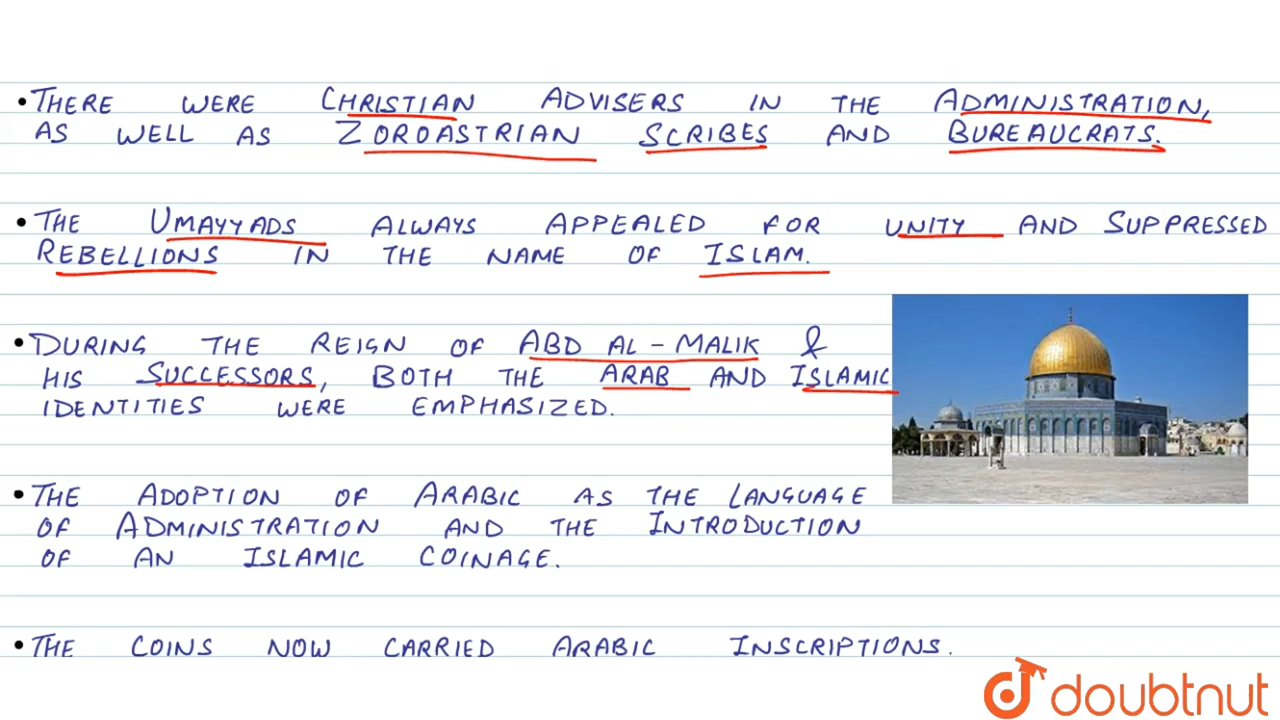 • THERE WERE CHRISTIAN ADVISERS IN THE ADMINISTRATION,
AS WELL AS ZOROASTRIAN SCRIBES AND BUREAUCRATS.
• THE UMAYYADS ALWAYS APPEALED FOR UNITY AND SUPPRESSED
REBELLIONS IN THE NAME OF ISLAM.
• DURING THE REIGN OF ABD AL-MALIK &
HIS SUCCESSORS, BOTH THE ARAB AND ISLAMIC
IDENTITIES WERE EMPHASIZED.
• THE ADOPTION OF ARABIC AS THE LANGUAGE
OF ADMINISTRATION AND THE INTRODUCTION
OF AN ISLAMIC COINAGE.
• THE COINS NOW CARRIED ARABIC INSCRIPTIONS.
doubtnut